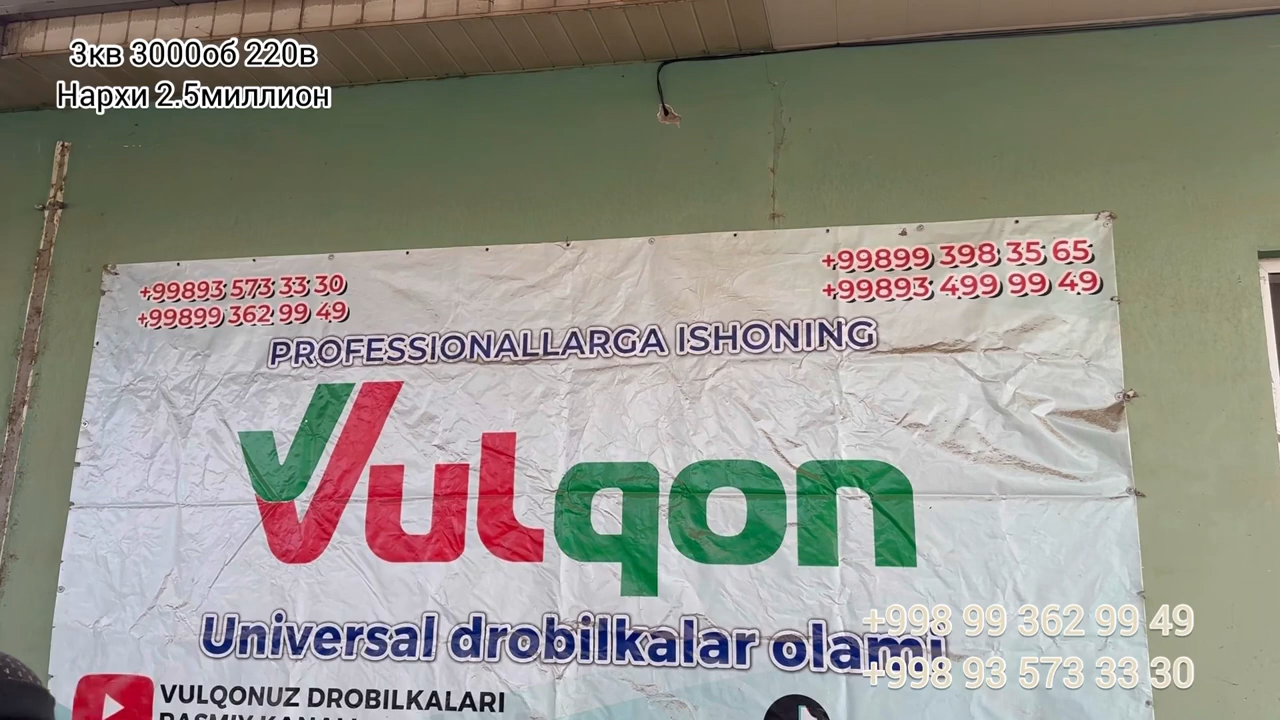 3кв 3000об 220в
Нархи 2.5миллион
+99893 573 33 30
+99899 362 99 49
+99899 398 35 65
+99893 499 99 49
PROFESSIONALLARGA ISHONING
Vulqon
Universal drobilkalar olami
+998 99 362 99 49
+998 93 573 33 30
VULQONUZ DROBILKALARI